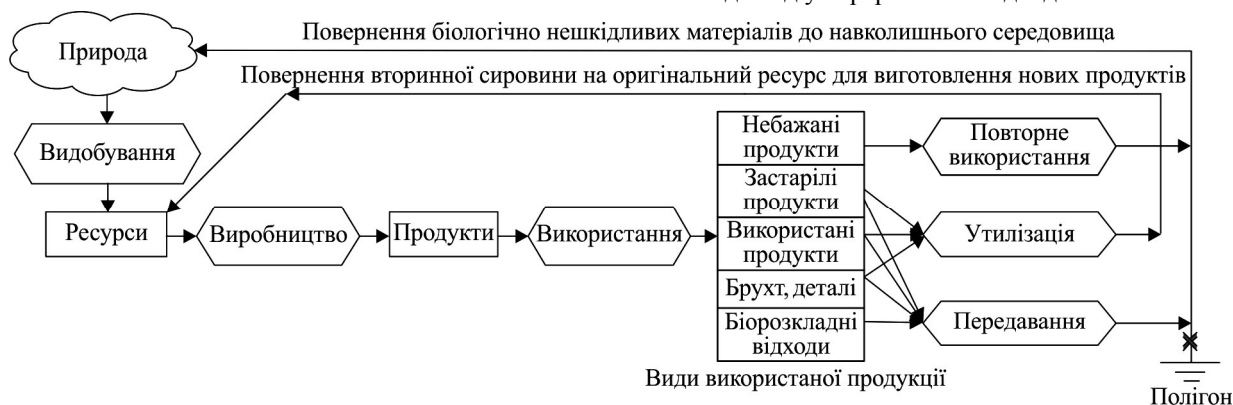 Повернення біологічно нешкідливих матеріалів до навколишнього середовища
Природа
Повернення вторинної сировини на оригінальний ресурс для виготовлення нових продуктів
Видобування
Ресурси
Виробництво
Продукти
Використання
Небажані
продукти
Застарілі
продукти
Використані
продукти
Брухт, деталі
Біорозкладні
відходи
Повторне
використання
Утилізація
Передавання
Види використаної продукції
Полігон